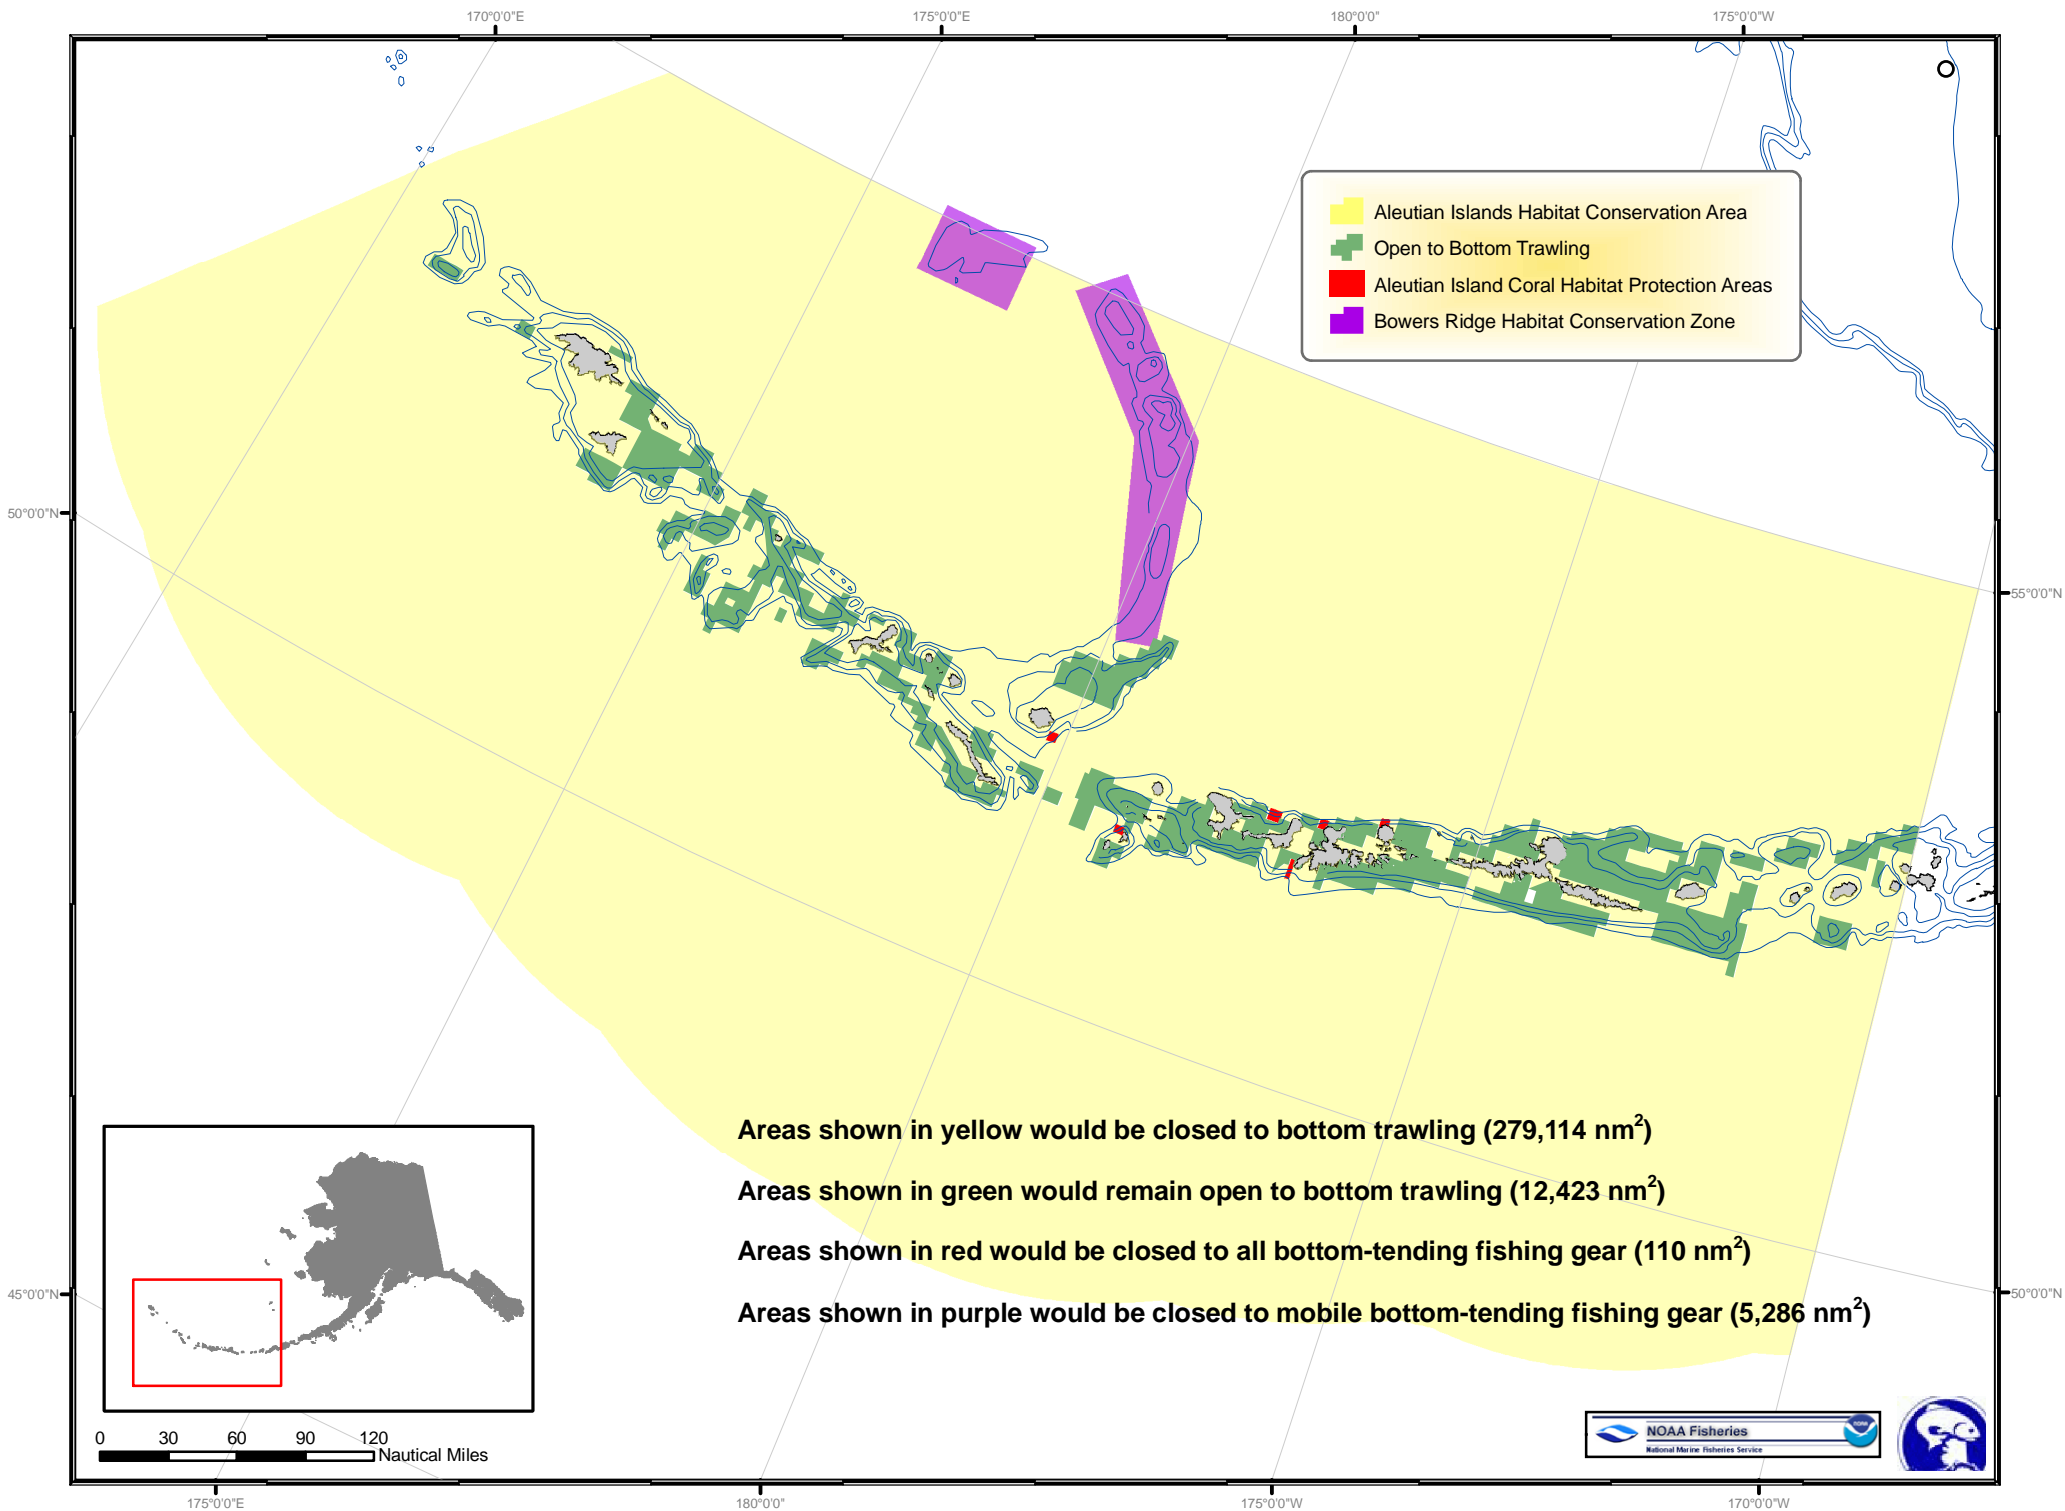 170°0'0"E
175°0'0"E
180°0'0"
175°0'0"W
Aleutian Islands Habitat Conservation Area
Open to Bottom Trawling
Aleutian Island Coral Habitat Protection Areas
Bowers Ridge Habitat Conservation Zone
50°0'0"N
55°0'0"N
Areas shown in yellow would be closed to bottom trawling (279,114 nm²)
Areas shown in green would remain open to bottom trawling (12,423 nm²)
Areas shown in red would be closed to all bottom-tending fishing gear (110 nm²)
Areas shown in purple would be closed to mobile bottom-tending fishing gear (5,286 nm²)
45°0'0"N
50°0'0"N
0 30 60 90 120
Nautical Miles
NOAA Fisheries
National Marine Fisheries Service
NOAA
175°0'0"E
180°0'0"
175°0'0"W
170°0'0"W